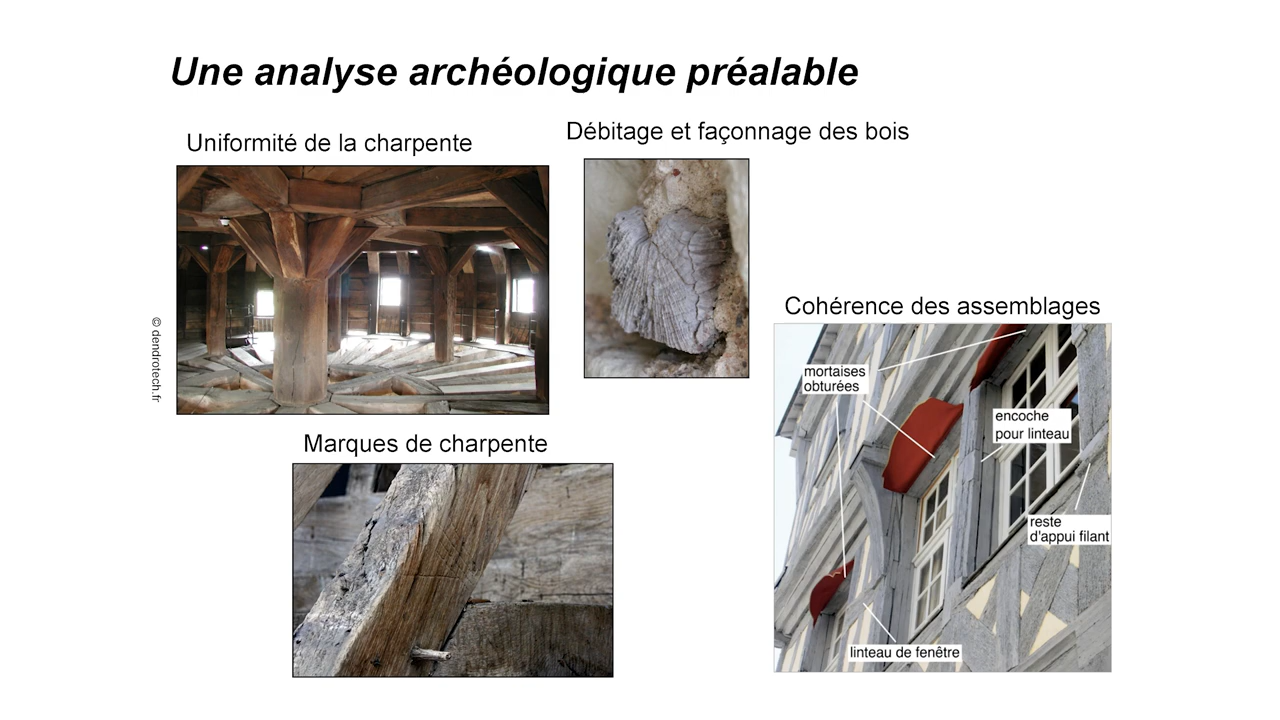 Une analyse archéologique préalable
Uniformité de la charpente
Débitage et façonnage des bois
© dendrotech.fr
Cohérence des assemblages
mortaises
obturées
encoche
pour linteau
reste
d'appui filant
linteau de fenêtre
Marques de charpente